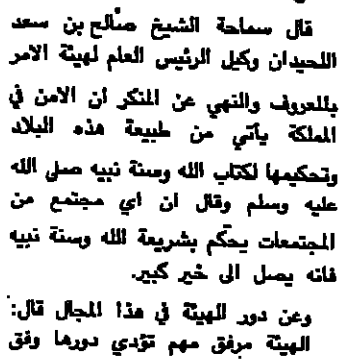 قال سماحة الشيخ صالح بن سعد
اللحيدان وكيل الرئيس العام لهيئة الامر
بالمعروف والنهي عن المنكر ان الامن في
المملكة يأتي من طبيعة هذه البلاد
وتحكيمها لكتاب الله وسنة نبيه صلى الله
عليه وسلم وقال ان اي مجتمع من
المجتمعات يحكم بشريعة الله وسنة نبيه
فانه يصل الى خير كبير.
وعن دور الهيئة في هذا المجال قال:
الهيئة مرفق مهم تؤدي دورها وفق